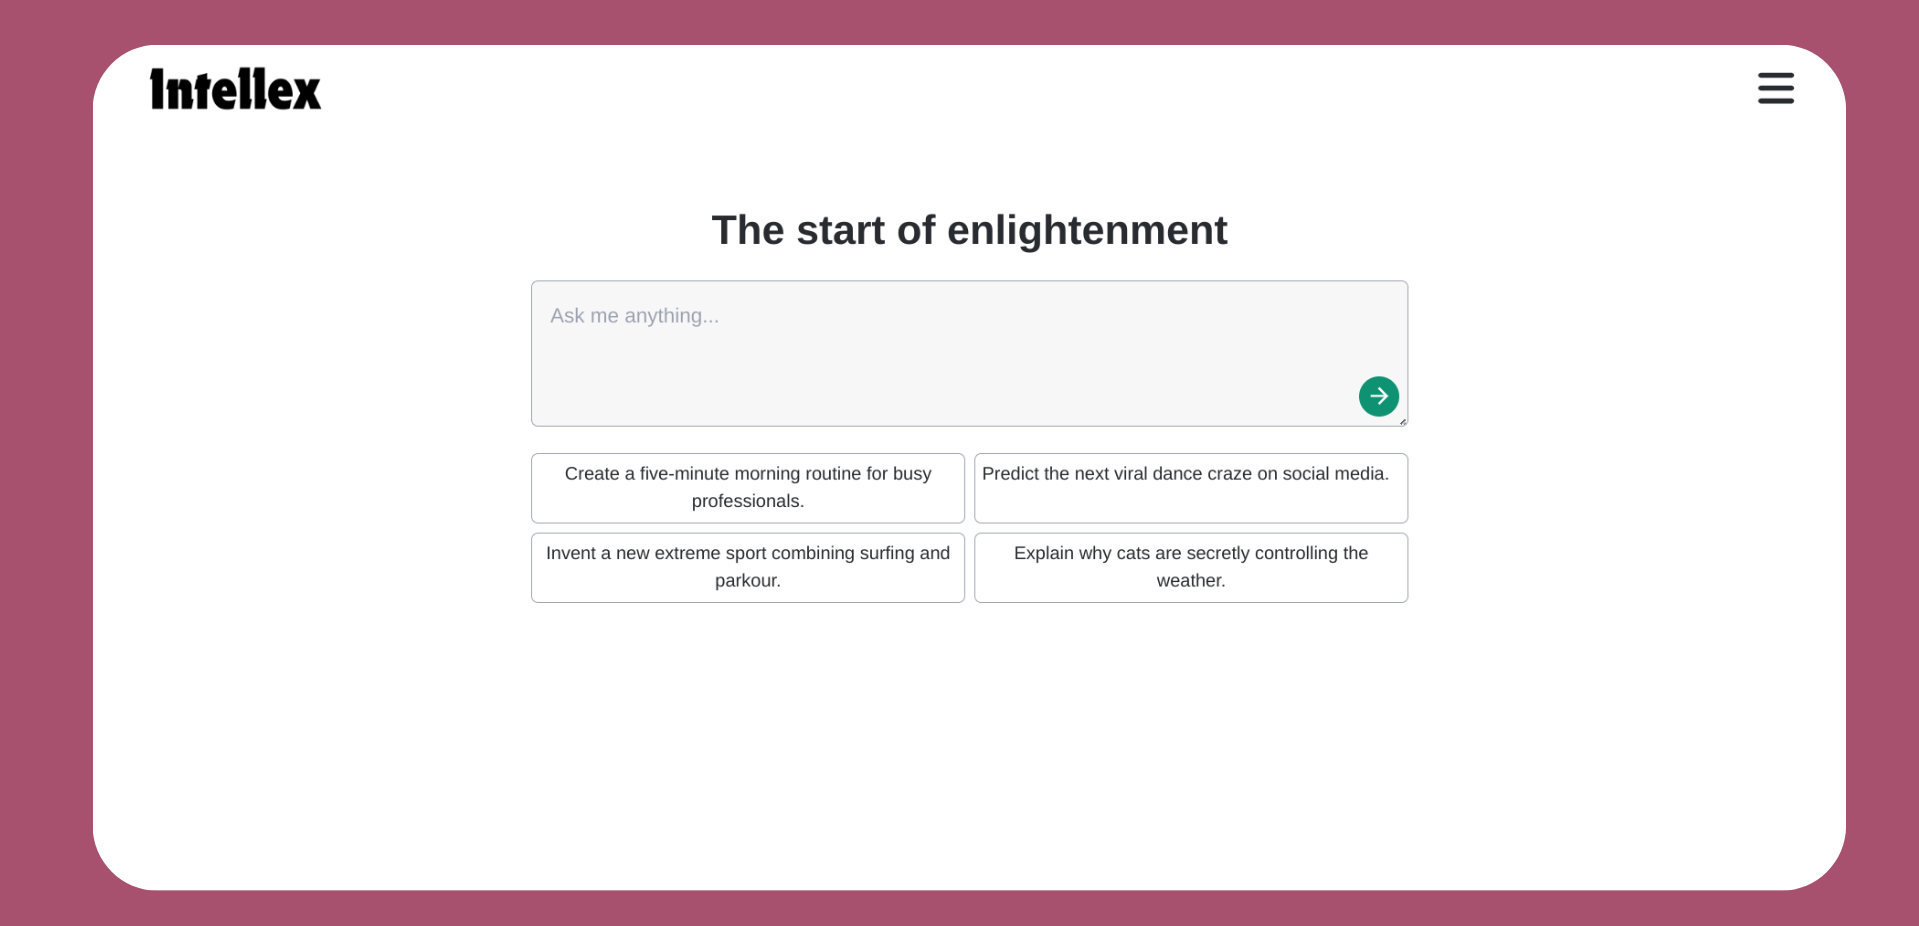 Intellex
The start of enlightenment
Ask me anything...
Create a five-minute morning routine for busy
professionals.
Predict the next viral dance craze on social media.
Invent a new extreme sport combining surfing and
parkour.
Explain why cats are secretly controlling the
weather.